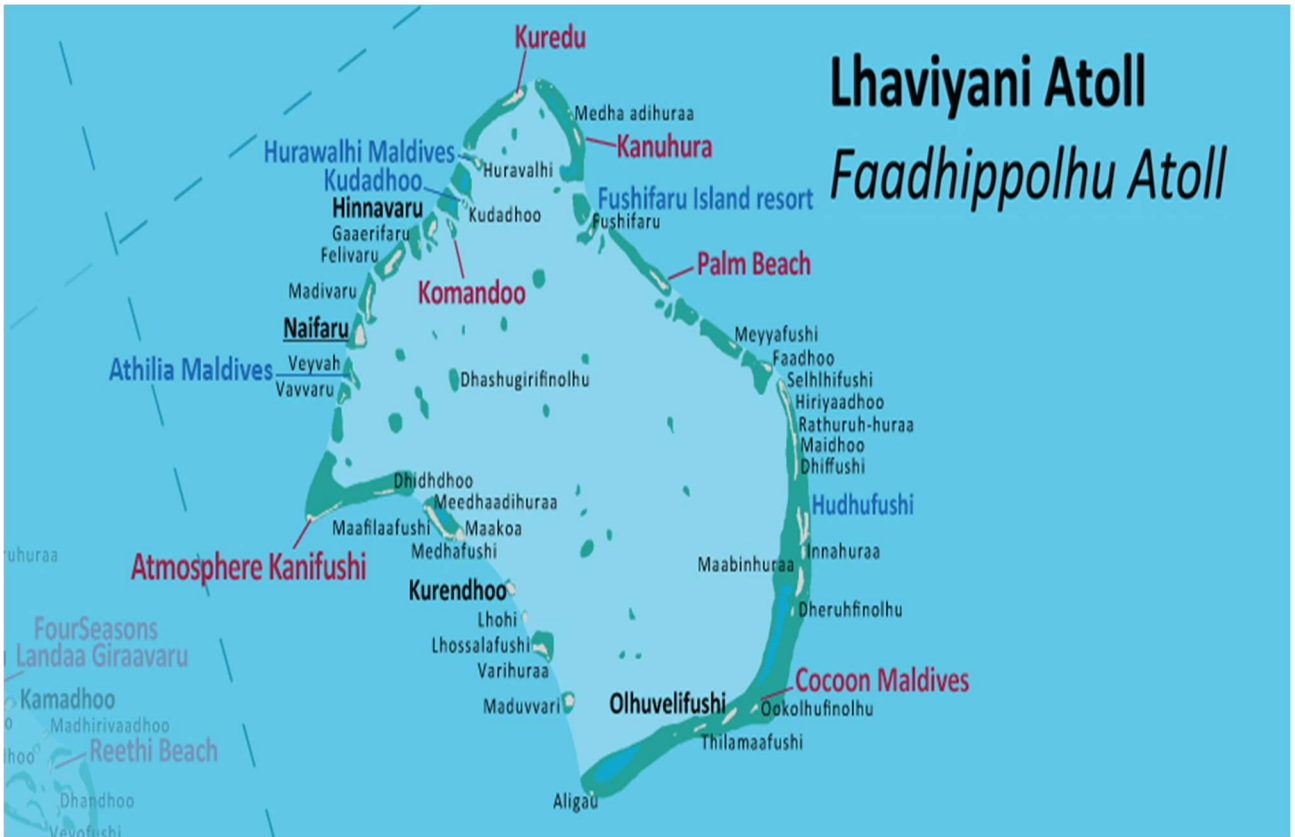 Lhaviyani Atoll
Faadhippolhu Atoll
Kuredu
Medha adihuraa
Kanuhura
Hurawalhi Maldives
Huravalhi
Kudadhoo
Fushifaru Island resort
Hinnavaru
Kudadhoo
Fushifaru
Gaaerifaru
Felivaru
Palm Beach
Madivaru
Komandoo
Naifaru
Meyyafushi
Faadhoo
Veyvah
Athilia Maldives
Dhashugirifinolhu
Selhlhifushi
Vavvaru
Hiriyaadhoo
Rathuruh-huraa
Maidhoo
Dhiffushi
Dhidhdhoo
Meedhaadihuraa
Hudhufushi
Maafilaafushi
Maakoa
Medhafushi
Innahuraa
ruhuraa
Atmosphere Kanifushi
Maabinhuraa
Kurendhoo
Dheruhfinolhu
Lhohi
FourSeasons
Landaa Giraavaru
Lhossalafushi
Varihuraa
Cocoon Maldives
Kamadhoo
Maduvvari
Olhuvelifushi
Ookolhufinolhu
Madhirivaadhoo
Thilamaafushi
Reethi Beach
Dhandhoo
Aligau